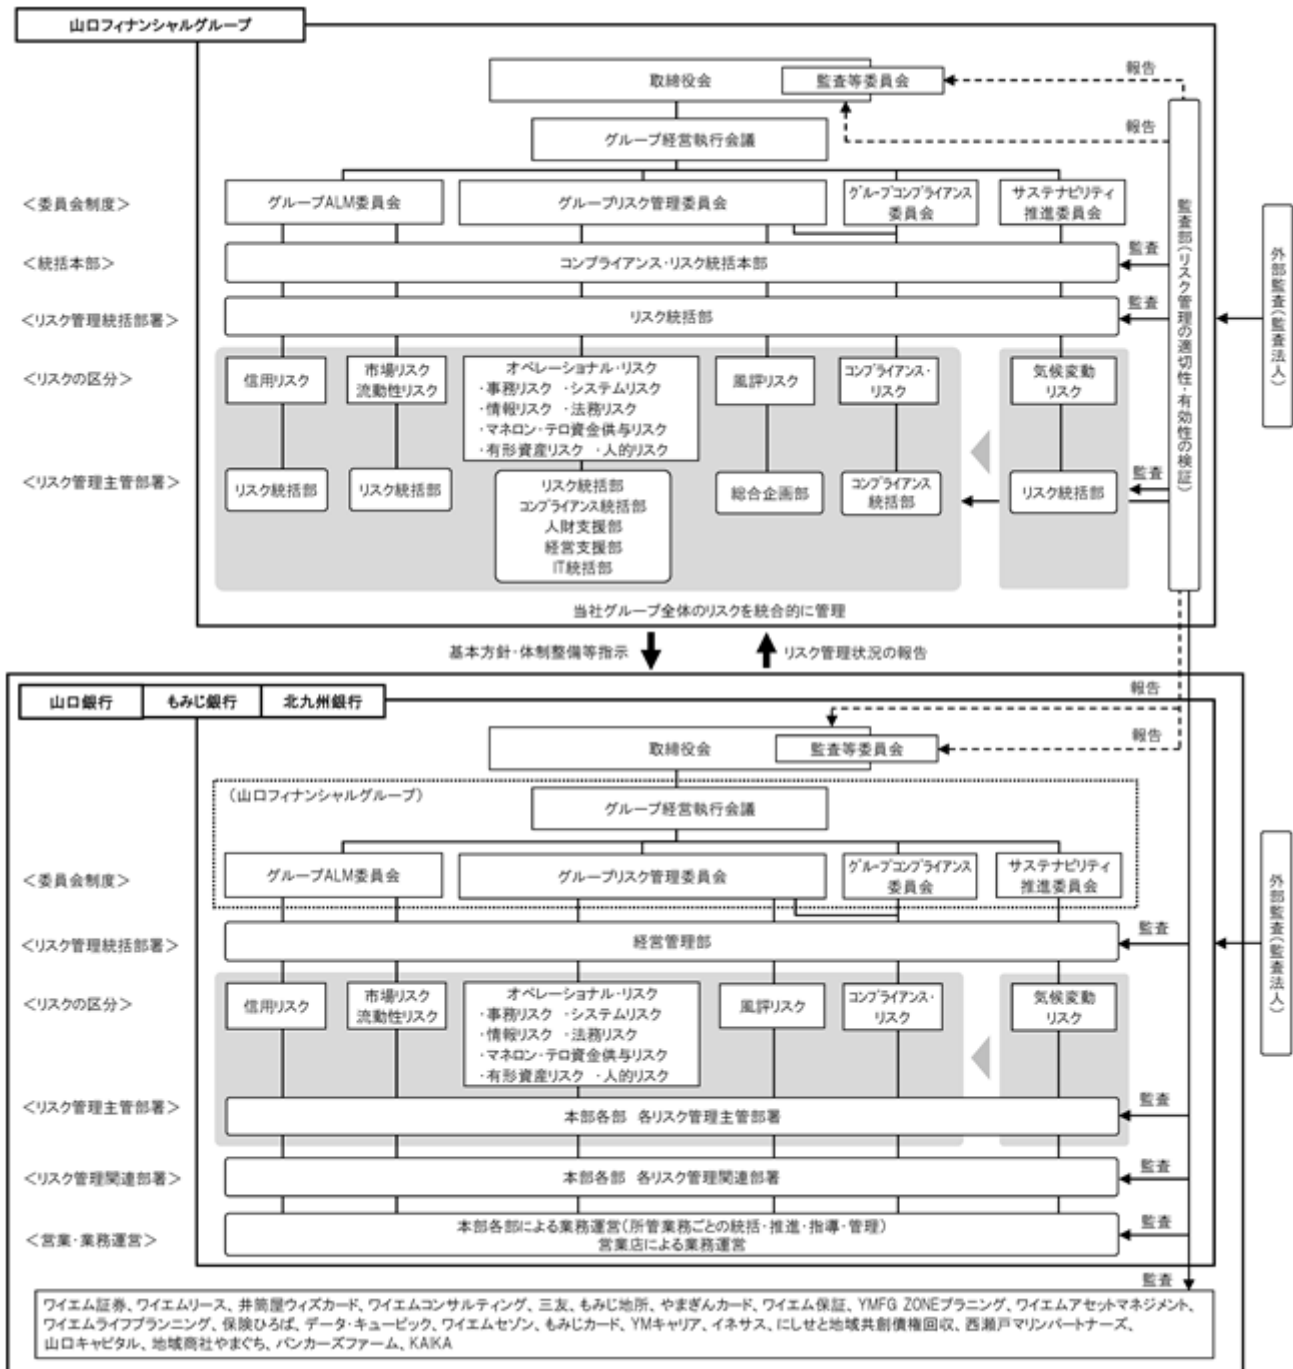 山口フィナンシャルグループ
取締役会
監査等委員会
報告
報告
グループ経営執行会議
<委員会制度>
グループALM委員会
グループリスク管理委員会
グループコンプライアンス
委員会
サステナビリティ
推進委員会
<統括本部>
コンプライアンス・リスク統括本部
監査
<リスク管理統括部署>
リスク統括部
監査
<リスクの区分>
信用リスク
市場リスク
流動性リスク
オペレーショナル・リスク
・事務リスク ・システムリスク
・情報リスク ・法務リスク
・マネロン・テロ資金供与リスク
・有形資産リスク ・人的リスク
風評リスク
コンプライアンス・
リスク
気候変動
リスク
<リスク管理主管部署>
リスク統括部
リスク統括部
リスク統括部
コンプライアンス統括部
人財支援部
経営支援部
IT統括部
総合企画部
コンプライアンス
統括部
リスク統括部
監査
監査部(リスク管理の適切性・有効性の検証)
外部監査(監査法人)
当社グループ全体のリスクを統合的に管理
基本方針・体制整備等指示
リスク管理状況の報告
山口銀行
もみじ銀行
北九州銀行
報告
取締役会
監査等委員会
報告
(山口フィナンシャルグループ)
グループ経営執行会議
<委員会制度>
グループALM委員会
グループリスク管理委員会
グループコンプライアンス
委員会
サステナビリティ
推進委員会
<リスク管理統括部署>
経営管理部
監査
<リスクの区分>
信用リスク
市場リスク
流動性リスク
オペレーショナル・リスク
・事務リスク ・システムリスク
・情報リスク ・法務リスク
・マネロン・テロ資金供与リスク
・有形資産リスク ・人的リスク
風評リスク
コンプライアンス・
リスク
気候変動
リスク
外部監査(監査法人)
<リスク管理主管部署>
本部各部 各リスク管理主管部署
監査
<リスク管理関連部署>
本部各部 各リスク管理関連部署
監査
<営業・業務運営>
本部各部による業務運営(所管業務ごとの統括・推進・指導・管理)
営業店による業務運営
監査
監査
ワイエム証券、ワイエムリース、井筒屋ウィズカード、ワイエムコンサルティング、三友、もみじ地所、やまぎんカード、ワイエム保証、YMFG ZONEプラニング、ワイエムアセットマネジメント、
ワイエムライフプランニング、保険ひろば、データ・キュービック、ワイエムセゾン、もみじカード、YMキャリア、イネサス、にしせと地域共創債権回収、西瀬戸マリンパートナーズ、
山口キャピタル、地域商社やまぐち、バンカーズファーム、KAIKA